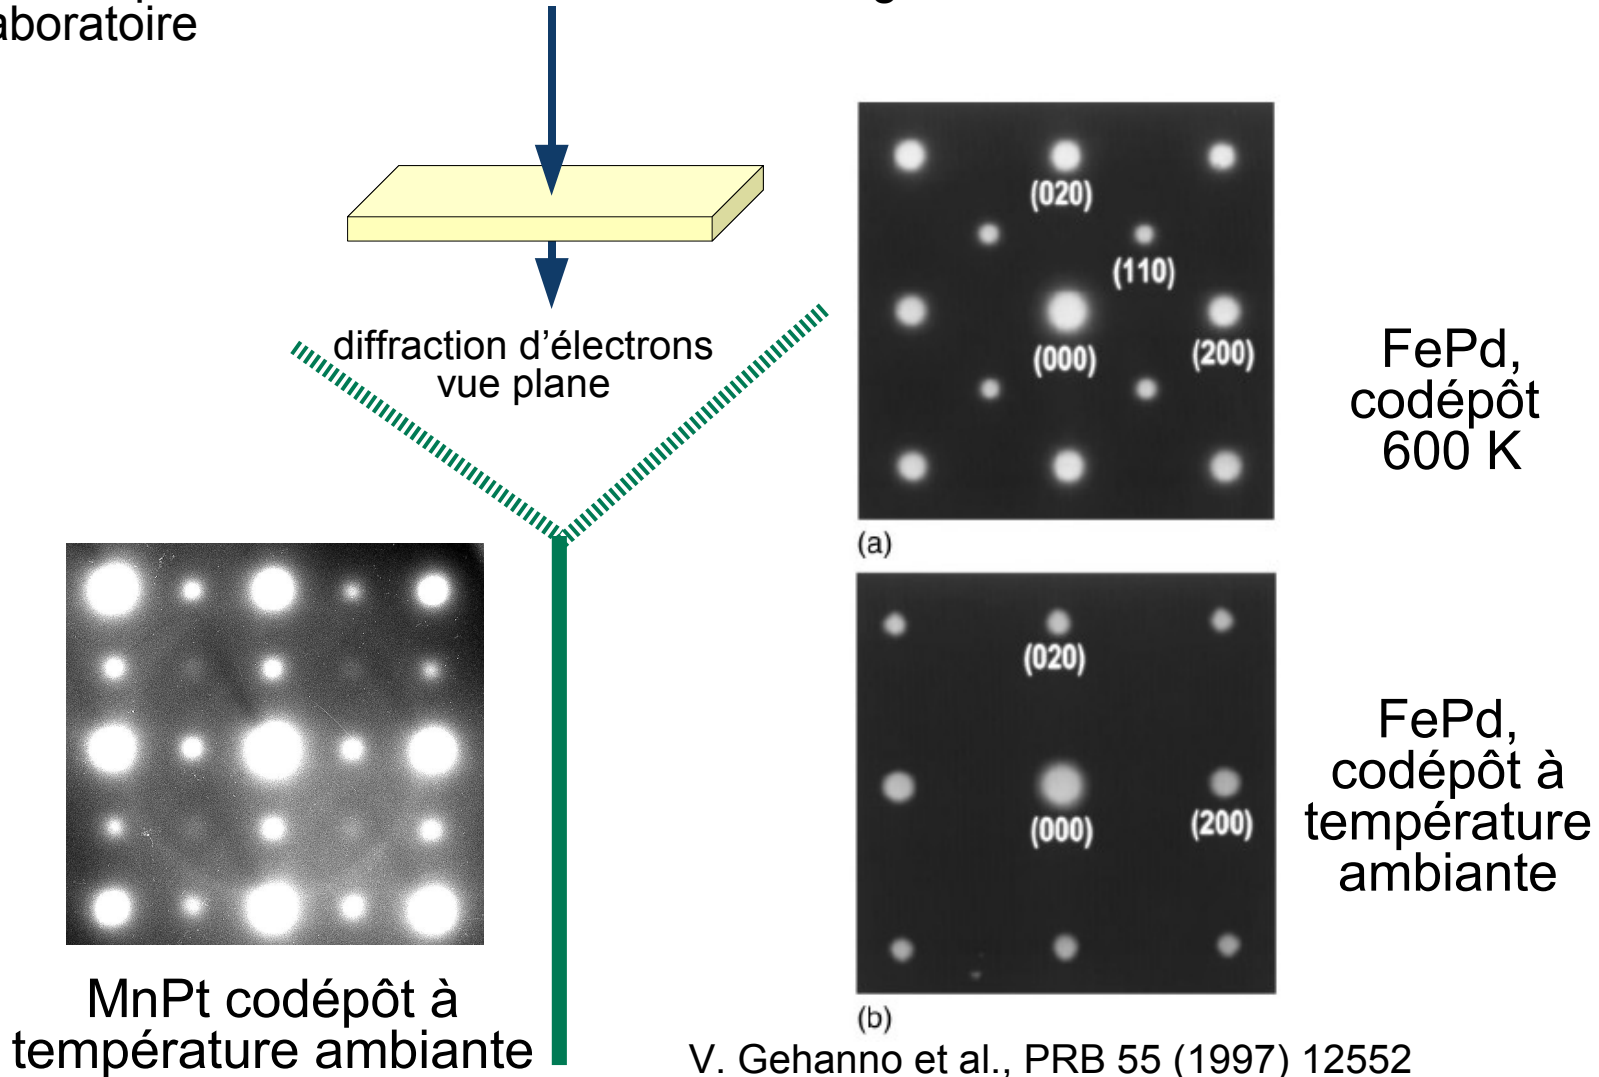 aboratoire
diffraction d'électrons
vue plane
(020)
(110)
(000)
(200)
(a)
FePd,
codépôt
600 K
(020)
(000)
(200)
(b)
FePd,
codépôt à
température
ambiante
MnPt codépôt à
température ambiante
V. Gehanno et al., PRB 55 (1997) 12552